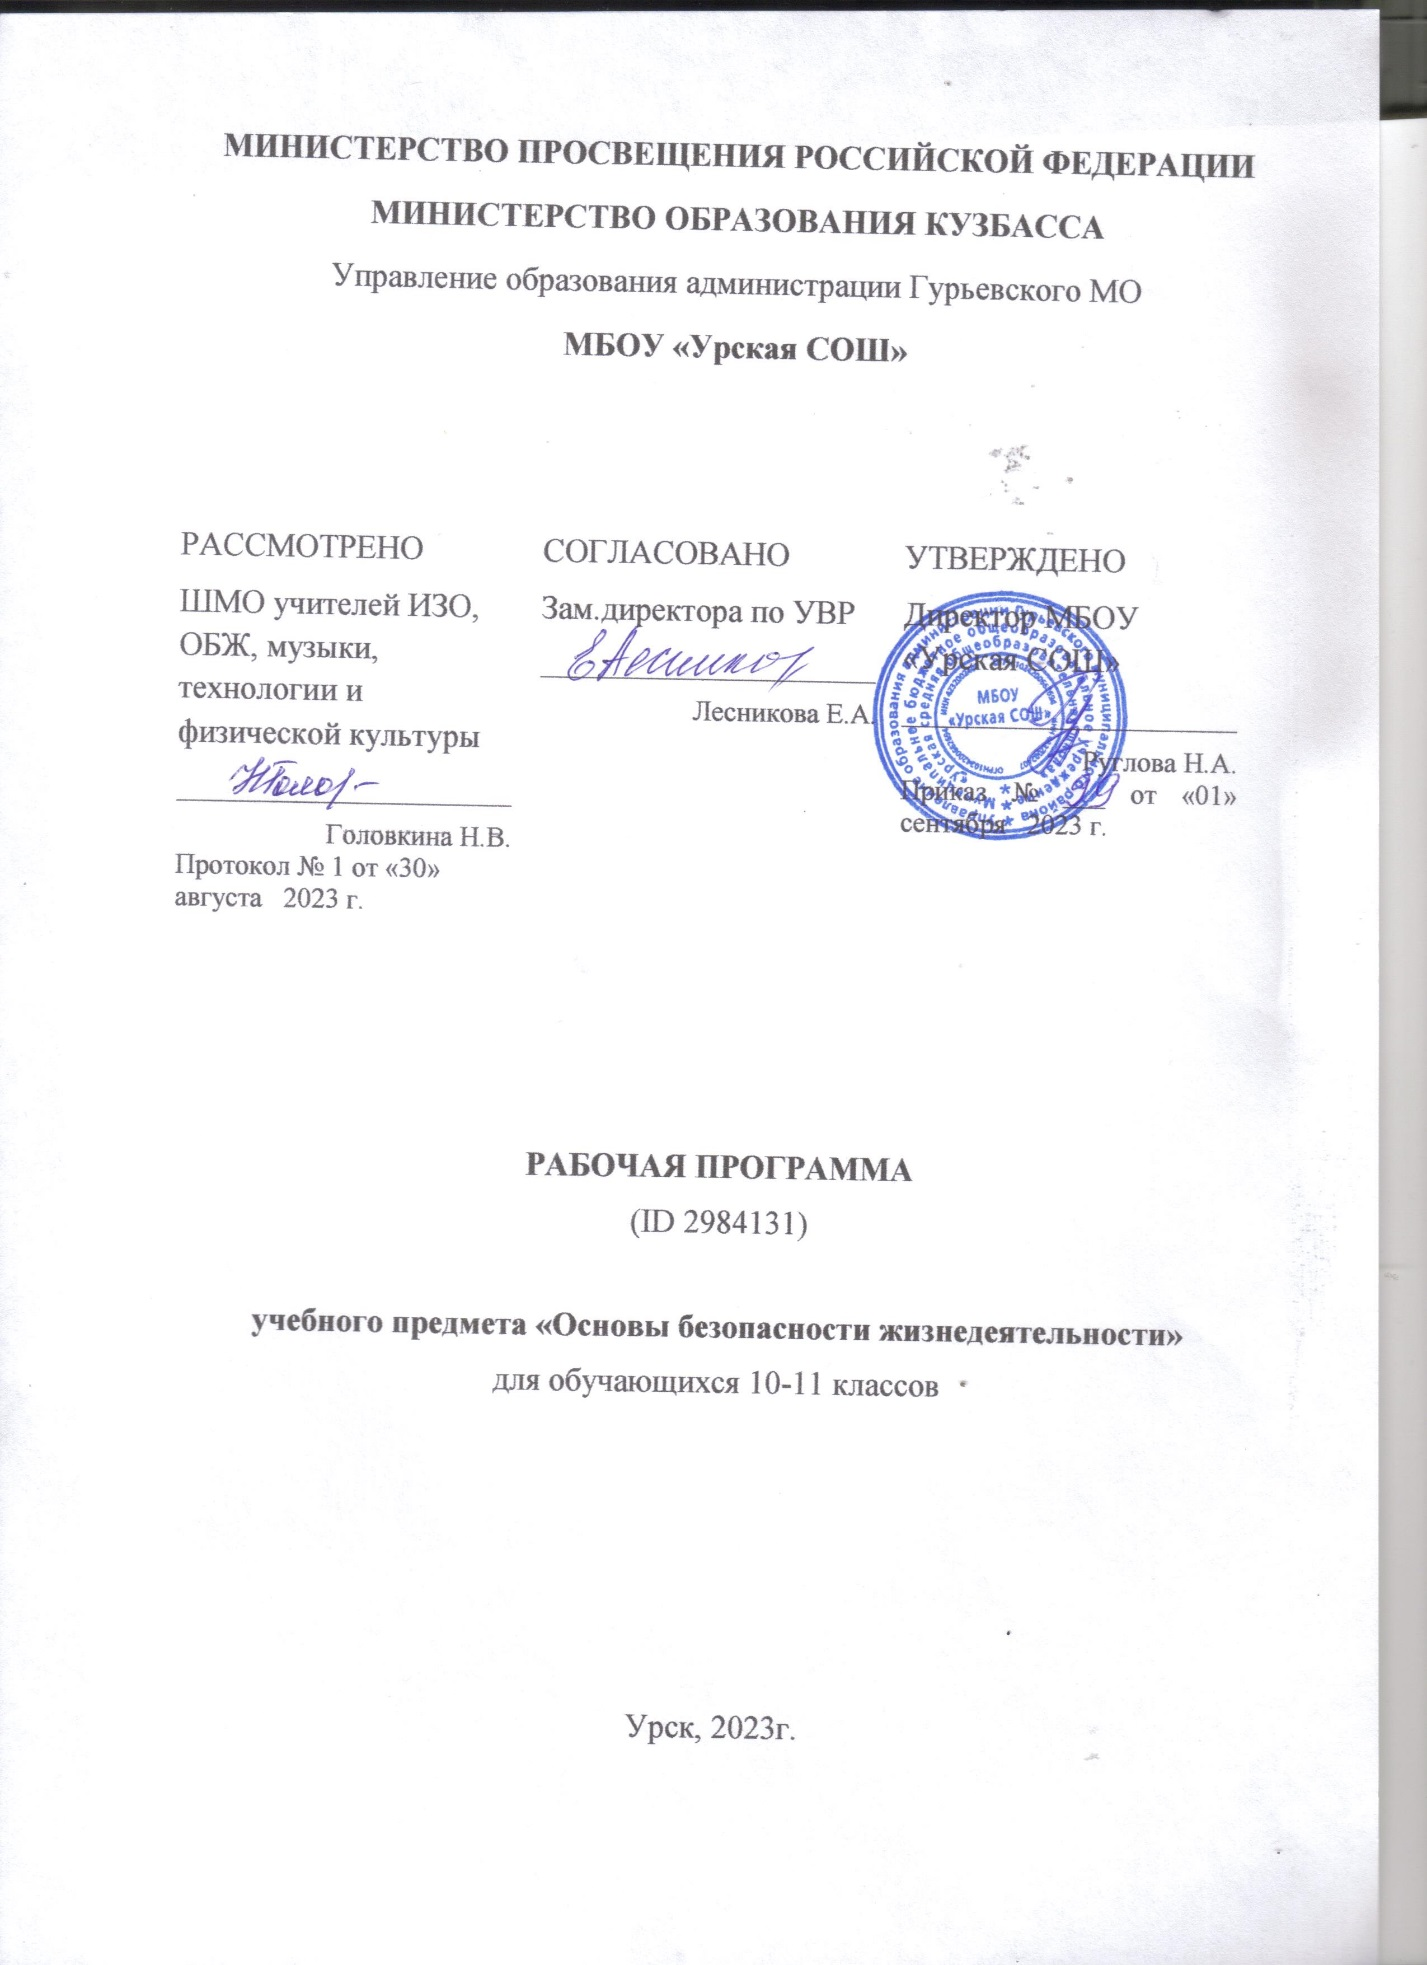 МИНИСТЕРСТВО ПРОСВЕЩЕНИЯ РОССИЙСКОЙ ФЕДЕРАЦИИ
МИНИСТЕРСТВО ОБРАЗОВАНИЯ КУЗБАССА
Управление образования администрации Гурьевского МО
МБОУ «Урская СОШ»
РАССМОТРЕНО
ШМО учителей ИЗО,
ОБЖ, музыки,
технологии и
физической культуры
Головкина Н.В.
Протокол № 1 от «30»
августа 2023 г.
СОГЛАСОВАНО
Зам.директора по УВР
Лесникова Е.А.
УТВЕРЖДЕНО
Директор МБОУ
«Урская СОШ»
МБОУ
«Урская СОШ»
Руглова Н.А.
Приказ № от «01»
сентября 2023 г.
РАБОЧАЯ ПРОГРАММА
(ID 2984131)
учебного предмета «Основы безопасности жизнедеятельности»
для обучающихся 10-11 классов
Урск, 2023г.